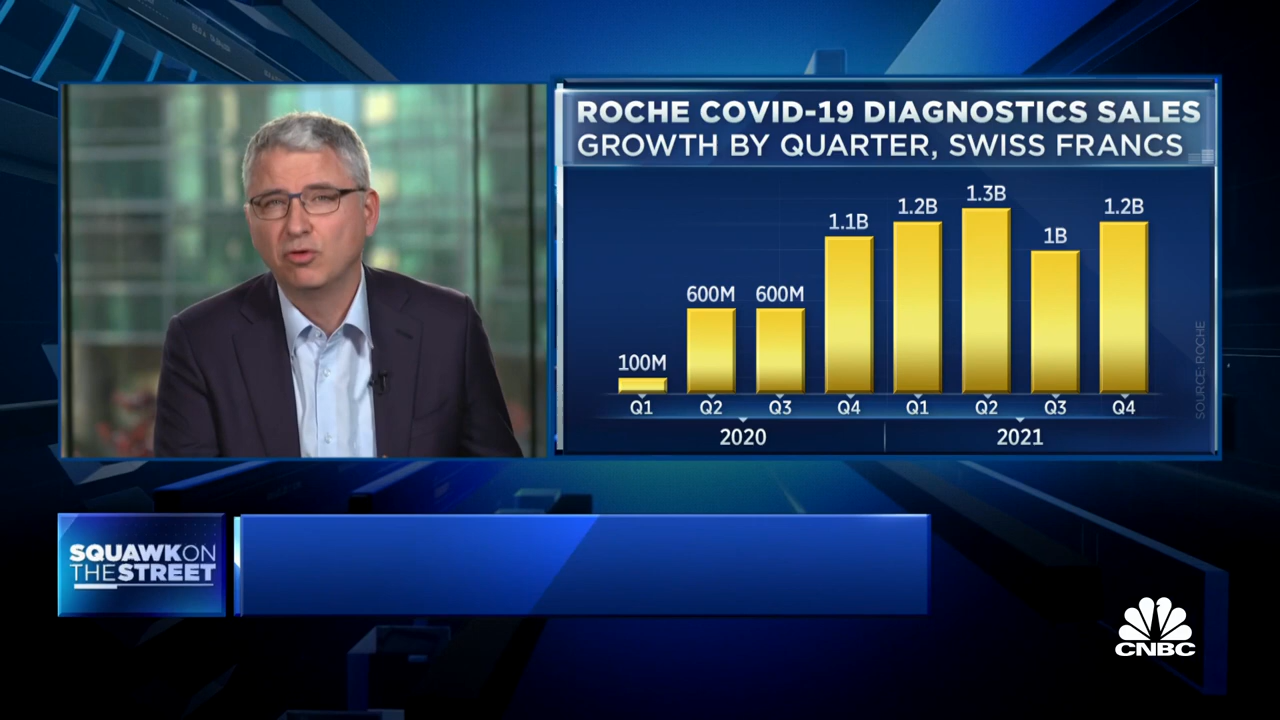 ROCHE COVID-19 DIAGNOSTICS SALES
GROWTH BY QUARTER, SWISS FRANCS
100M
600M
600M
1.1B
1.2B
1.3B
1B
1.2B
Q1 Q2 Q3 Q4 Q1 Q2 Q3 Q4
2020 2021
SOURCE:ROCHE
SQUAWK ON
THE STREET
CNBC